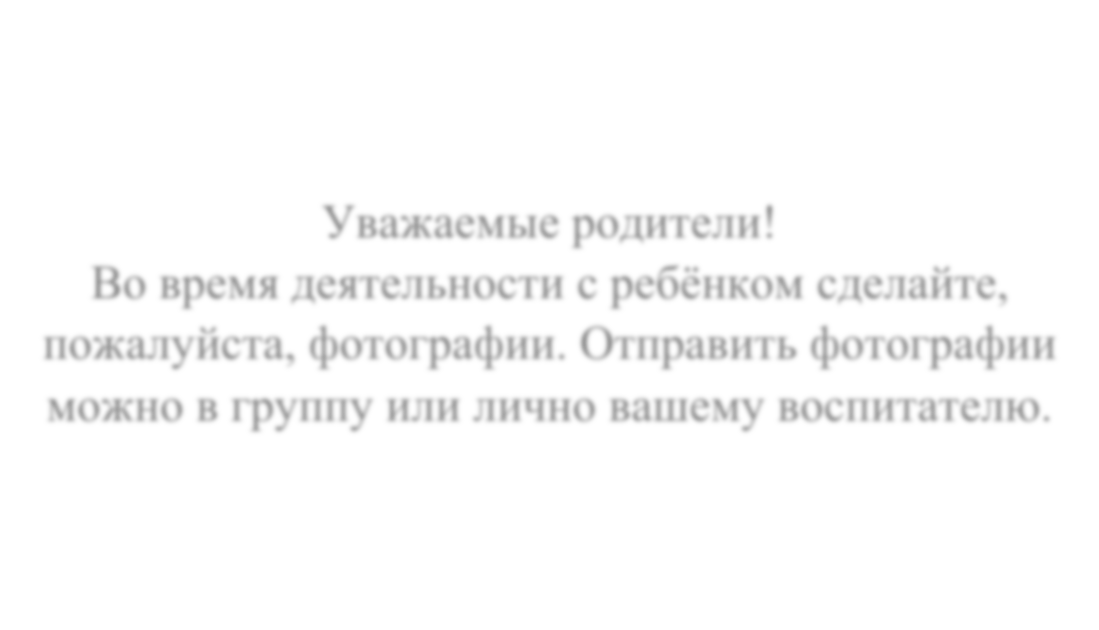 Уважаемые родители!
Во время деятельности с ребёнком сделайте,
пожалуйста, фотографии. Отправить фотографии
можно в группу или лично вашему воспитателю.